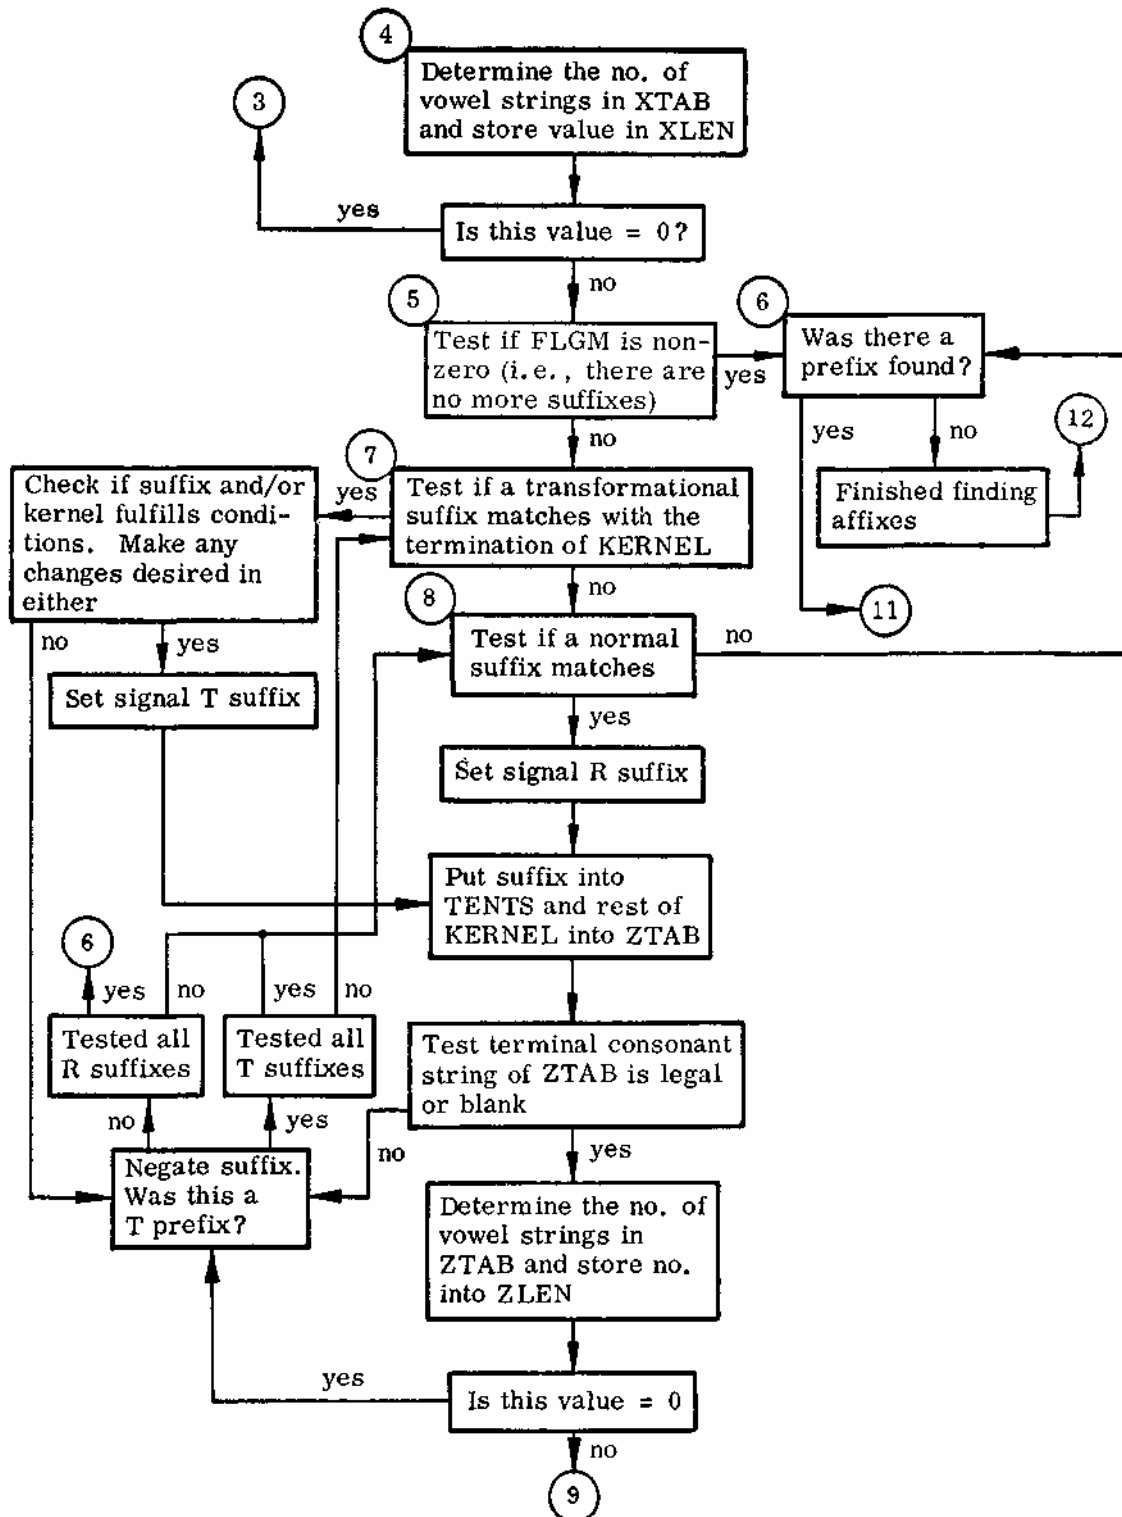 4
Determine the no. of
vowel strings in XTAB
and store value in XLEN
3
yes
Is this value = 0?
no
5
Test if FLGM is non-
zero (i.e., there are
no more suffixes)
yes
6
Was there a
prefix found?
no
yes
no
12
Finished finding
affixes
11
7
Test if a transformational
suffix matches with the
termination of KERNEL
yes
Check if suffix and/or
kernel fulfills condi-
tions. Make any
changes desired in
either
no
8
Test if a normal
suffix matches
no
no
yes
Set signal T suffix
yes
Set signal R suffix
Put suffix into
TENTS and rest of
KERNEL into ZTAB
6
yes
no
yes
no
Tested all
R suffixes
Tested all
T suffixes
Test terminal consonant
string of ZTAB is legal
or blank
no
yes
no
yes
Negate suffix.
Was this a
T prefix?
Determine the no. of
vowel strings in
ZTAB and store no.
into ZLEN
yes
Is this value = 0
no
9